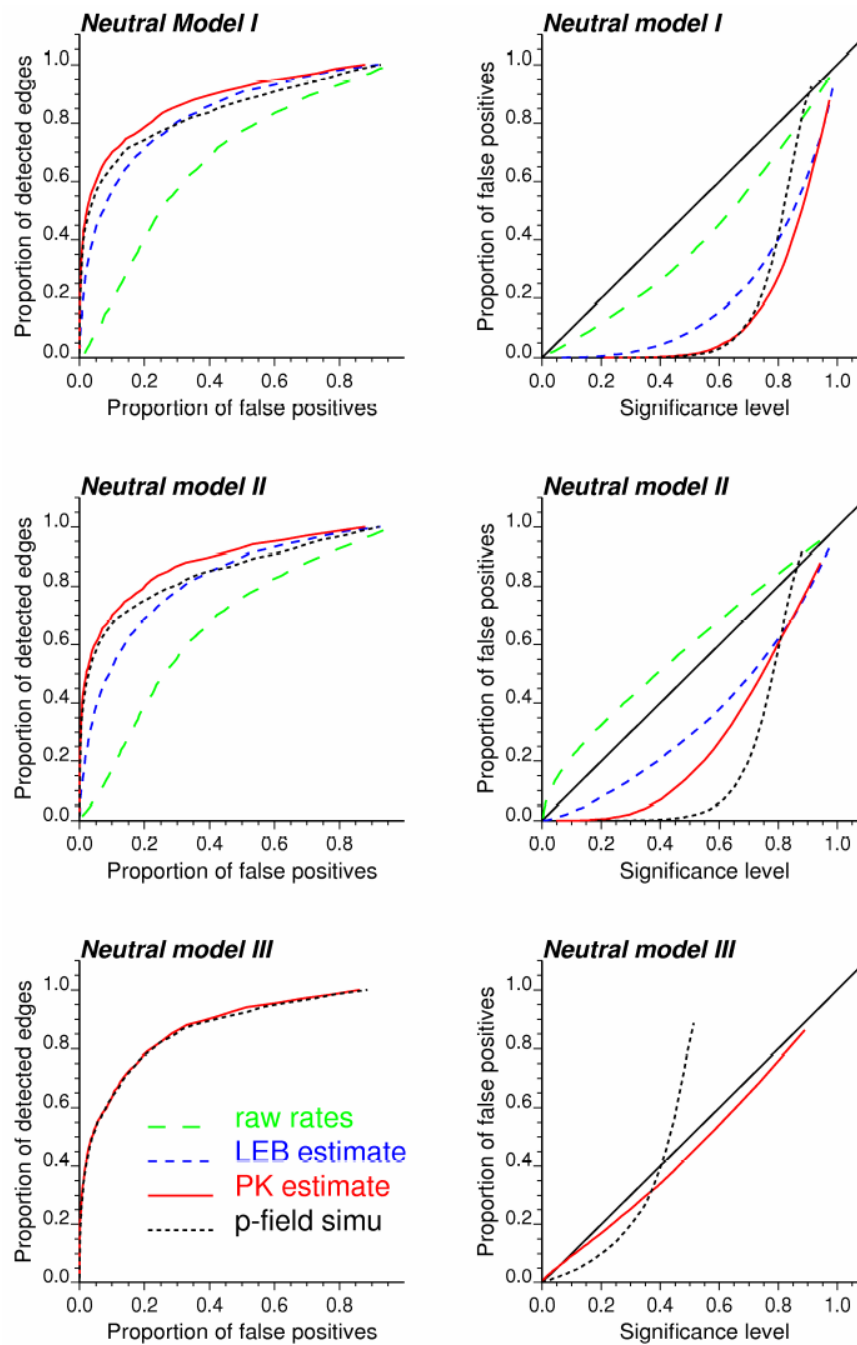 Neutral Model I
Proportion of detected edges
1.0
0.8
0.6
0.4
0.2
0.0
0.0 0.2 0.4 0.6 0.8
Proportion of false positives
Neutral model I
Proportion of false positives
1.0
0.8
0.6
0.4
0.2
0.0
0.0 0.2 0.4 0.6 0.8 1.0
Significance level
Neutral model II
Proportion of detected edges
1.0
0.8
0.6
0.4
0.2
0.0
0.0 0.2 0.4 0.6 0.8
Proportion of false positives
Neutral model II
Proportion of false positives
1.0
0.8
0.6
0.4
0.2
0.0
0.0 0.2 0.4 0.6 0.8 1.0
Significance level
Neutral model III
Proportion of detected edges
1.0
0.8
0.6
0.4
0.2
0.0
raw rates
LEB estimate
PK estimate
p-field simu
0.0 0.2 0.4 0.6 0.8
Proportion of false positives
Neutral model III
Proportion of false positives
1.0
0.8
0.6
0.4
0.2
0.0
0.0 0.2 0.4 0.6 0.8 1.0
Significance level